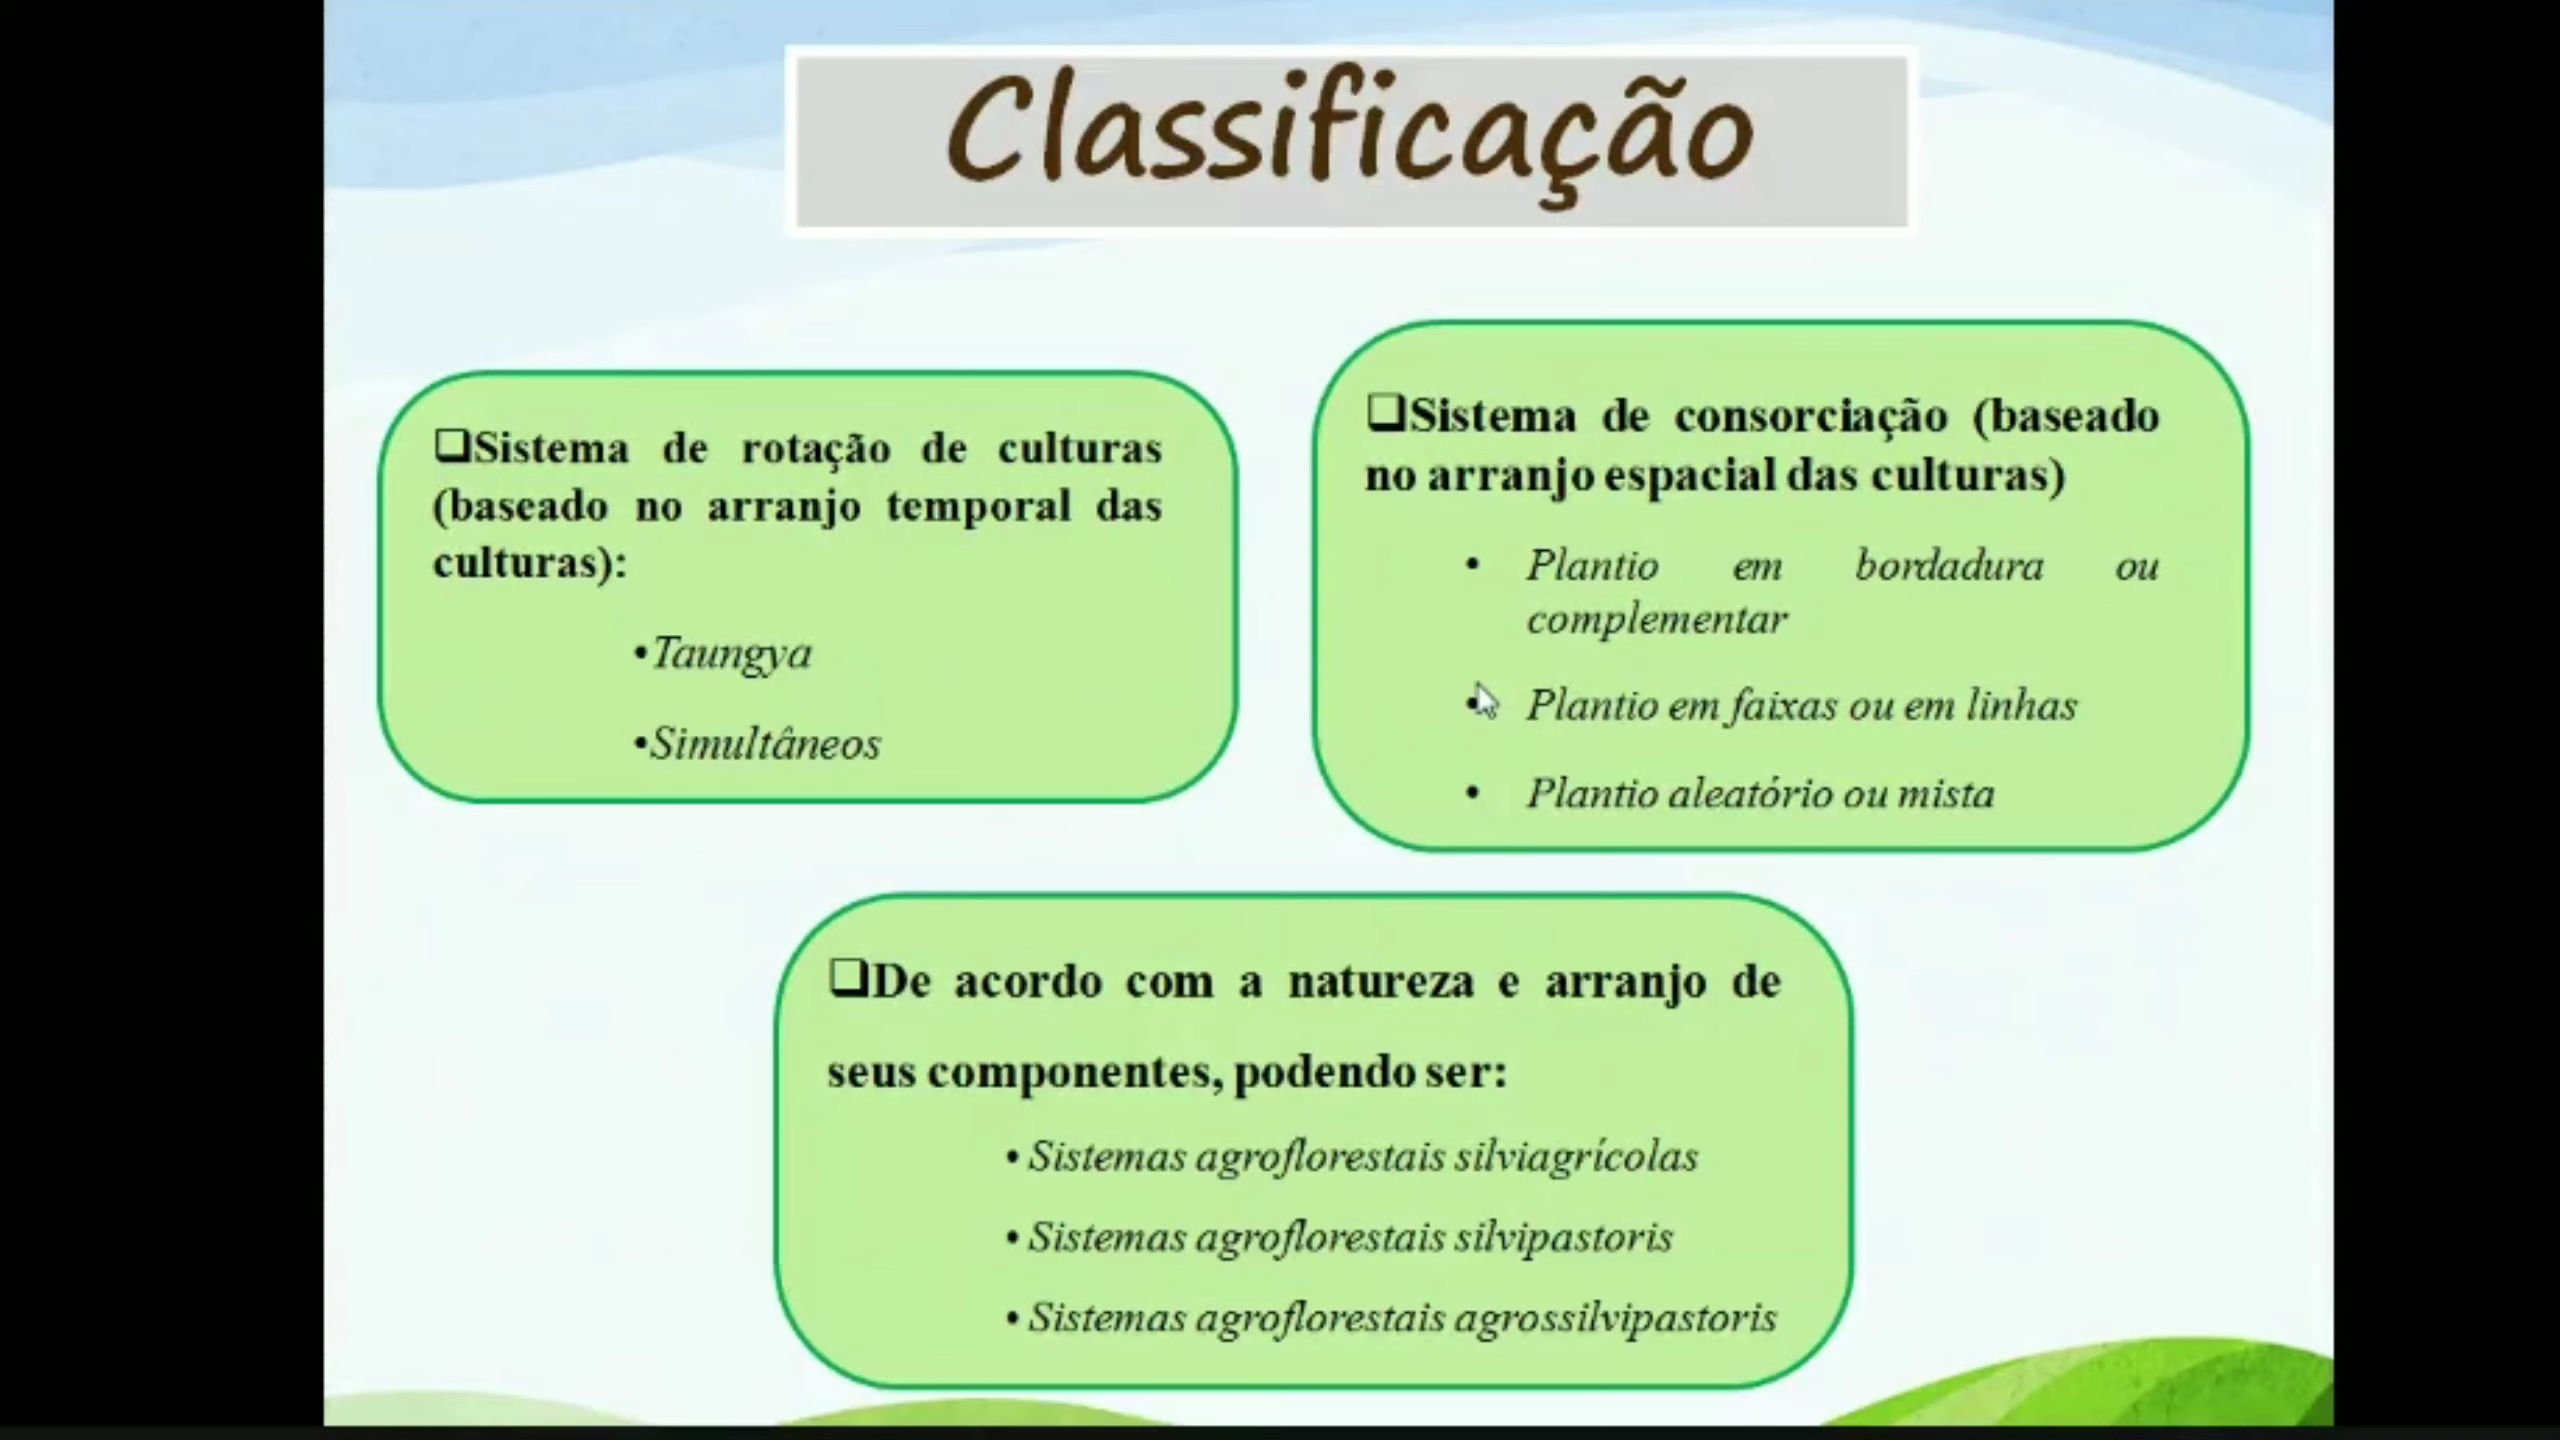 Classificação
❑Sistema de rotação de culturas
(baseado no arranjo temporal das
culturas):
•Taungya
•Simultâneos
❑Sistema de consorciação (baseado
no arranjo espacial das culturas)
• Plantio em bordadura ou
complementar
• Plantio em faixas ou em linhas
• Plantio aleatório ou mista
❑De acordo com a natureza e arranjo de
seus componentes, podendo ser:
• Sistemas agroflorestais silviagrícolas
• Sistemas agroflorestais silvipastoris
• Sistemas agroflorestais agrossilvipastoris